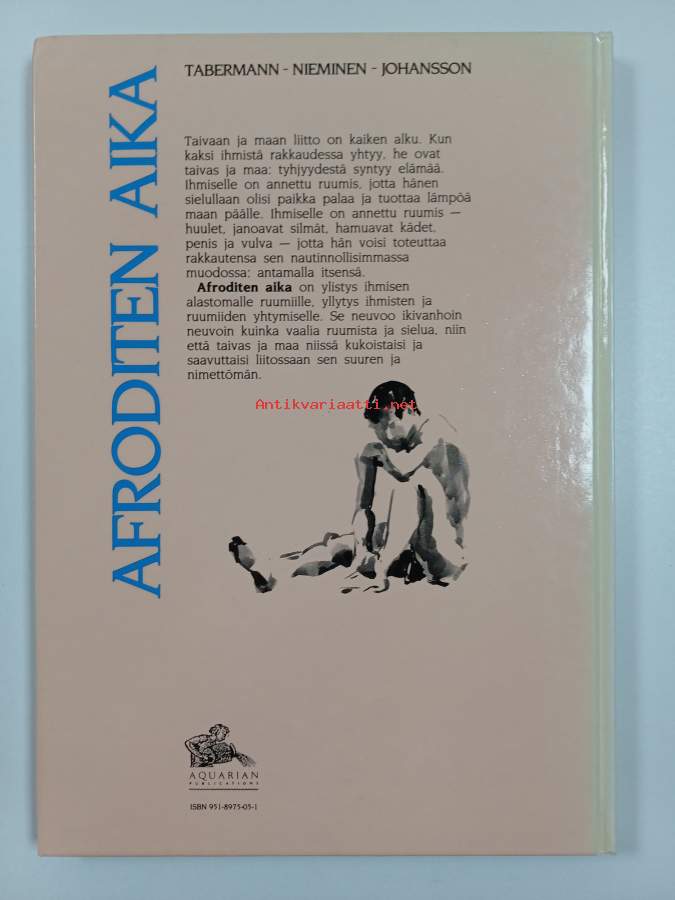 AFRODITEN AIKA
TABERMANN - NIEMINEN - JOHANSSON
Taivaan ja maan liitto on kaiken alku. Kun
kaksi ihmistä rakkaudessa yhtyy, he ovat
taivas ja maa: tyhjyydestä syntyy elämää.
Ihmiselle on annettu ruumis, jotta hänen
sielullaan olisi paikka palaa ja tuottaa lämpöä
maan päälle. Ihmiselle on annettu ruumis —
huulet, janoavat silmät, hamuavat kädet,
penis ja vulva — jotta hän voisi toteuttaa
rakkautensa sen nautinnollisimmassa
muodossa: antamalla itsensä.
Afroditen aika on ylistys ihmisen
alastomalle ruumiille, yllytys ihmisten ja
ruumiiden yhtymiselle. Se neuvoo ikivanhoin
neuvoin kuinka vaalia ruumista ja sielua, niin
että taivas ja maa niissä kukoistaisi ja
saavuttaisi liitossaan sen suuren ja
nimettömän.
Antikvariaatti.net
AQUARIAN
PUBLICATIONS
ISBN 951-8975-05-1